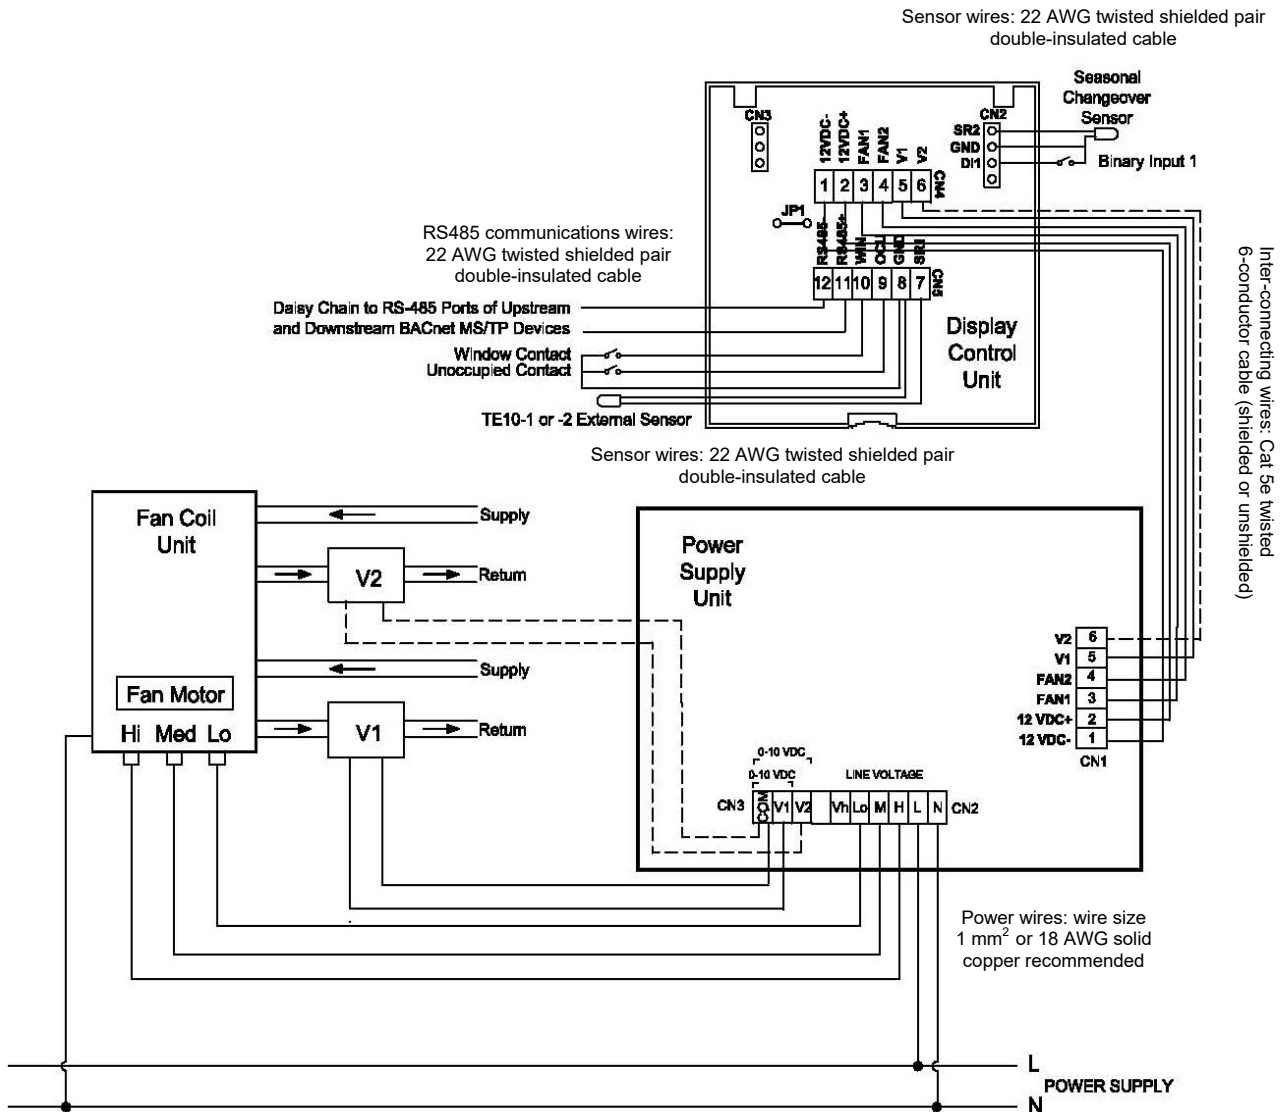 Sensor wires: 22 AWG twisted shielded pair
double-insulated cable
Seasonal
Changeover
Sensor
CN3
CN2
SR2
GND
DI1
Binary Input 1
12VDC-
12VDC+
FAN1
FAN2
V1
V2
1 2 3 4 5 6
CN4
JP1
RS485-
RS485+
WIN
OCU
GND
SRI
12 11 10 9 8 7
CN5
RS485 communications wires:
22 AWG twisted shielded pair
double-insulated cable
Daisy Chain to RS-485 Ports of Upstream
and Downstream BACnet MS/TP Devices
Window Contact
Unoccupied Contact
TE10-1 or -2 External Sensor
Display
Control
Unit
Inter-connecting wires: Cat 5e twisted
6-conductor cable (shielded or unshielded)
Sensor wires: 22 AWG twisted shielded pair
double-insulated cable
Fan Coil
Unit
Supply
V2
Return
Supply
Fan Motor
Hi Med Lo
V1
Return
Power
Supply
Unit
V2 6
V1 5
FAN2 4
FAN1 3
12 VDC+ 2
12 VDC- 1
CN1
0-10 VDC
0-10 VDC
LINE VOLTAGE
CN3 COM V1 V2 Vh Lo M H L N CN2
Power wires: wire size
1 mm² or 18 AWG solid
copper recommended
L
POWER SUPPLY
N